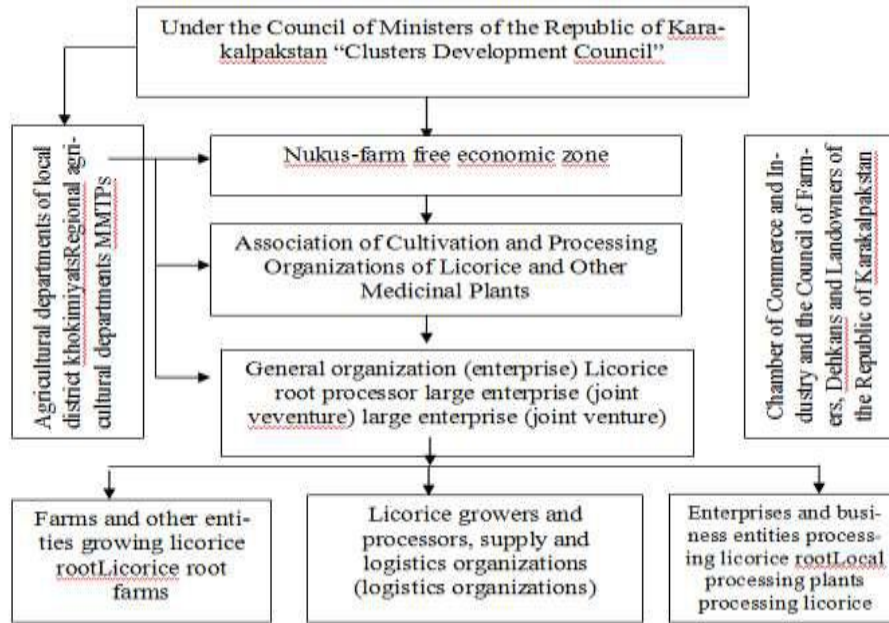 Under the Council of Ministers of the Republic of Kara-
kalpakstan “Clusters Development Council”
Agricultural departments of local
district khokimiyatsRegional agri-
cultural departments MMTPs
Nukus-farm free economic zone
Association of Cultivation and Processing
Organizations of Licorice and Other
Medicinal Plants
General organization (enterprise) Licorice
root processor large enterprise (joint
yeventure) large enterprise (joint venture)
Chamber of Commerce and In-
dustry and the Council of Farm-
ers, Dehkans and Landowners of
the Republic of Karakalpakstan
Farms and other enti-
ties growing licorice
rootLicorice root
farms
Licorice growers and
processors, supply and
logistics organizations
(logistics organizations)
Enterprises and busi-
ness entities process-
ing licorice rootLocal
processing plants
processing licorice